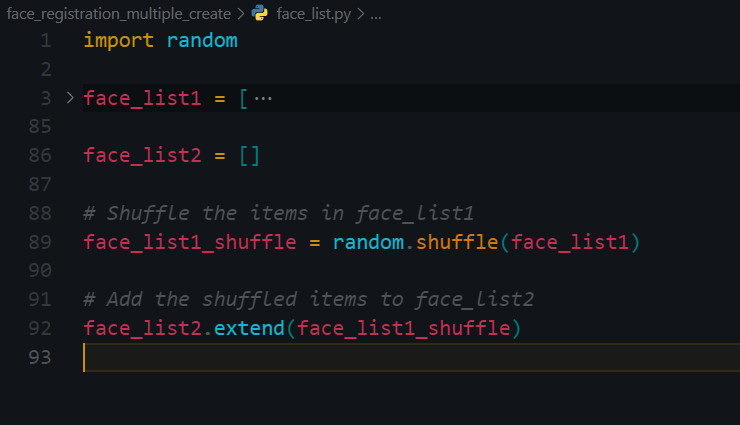 face_registration_multiple_create > face_list.py > ...
1 import random
2
3 > face_list1 = [ ···
85
86 face_list2 = []
87
88 # Shuffle the items in face_list1
89 face_list1_shuffle = random.shuffle(face_list1)
90
91 # Add the shuffled items to face_list2
92 face_list2.extend(face_list1_shuffle)
93